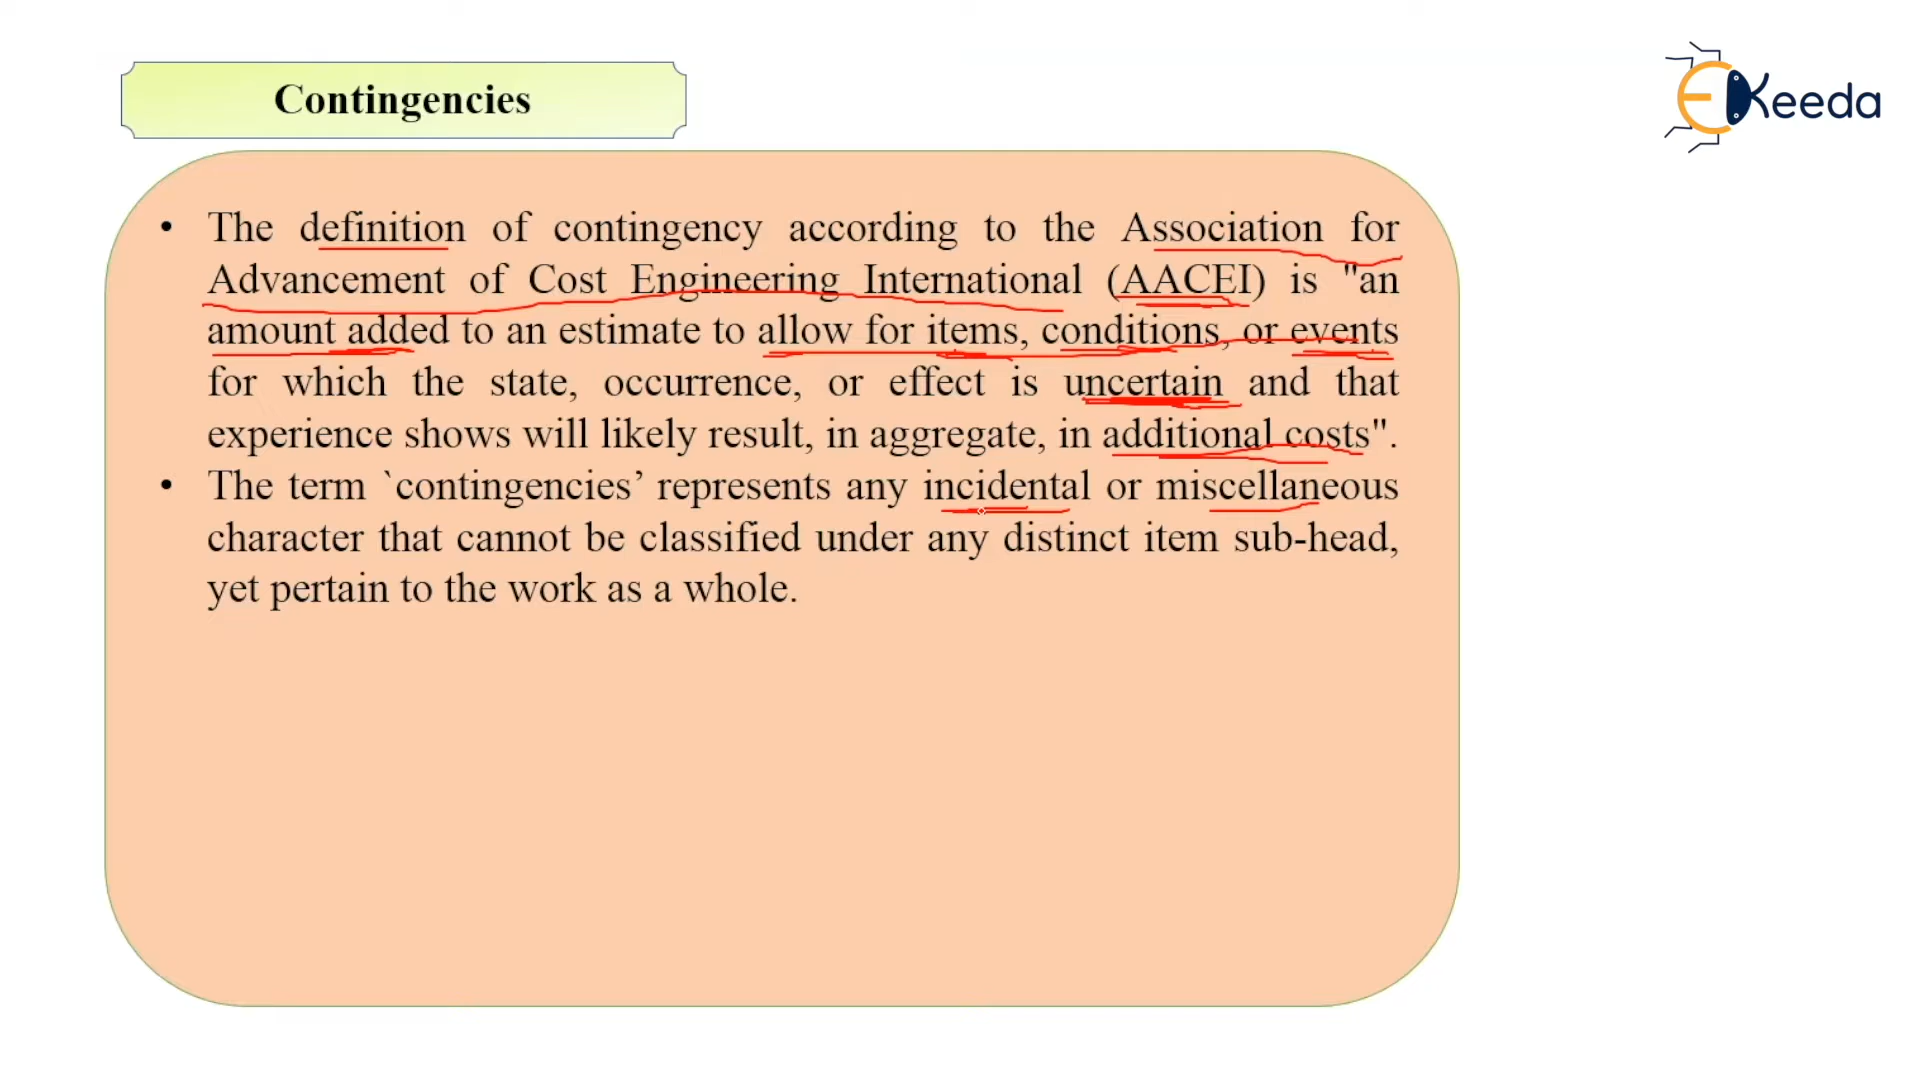 Contingencies
EKeeda
• The definition of contingency according to the Association for
Advancement of Cost Engineering International (AACEI) is "an
amount added to an estimate to allow for items, conditions, or events
for which the state, occurrence, or effect is uncertain and that
experience shows will likely result, in aggregate, in additional costs".
• The term `contingencies’ represents any incidental or miscellaneous
character that cannot be classified under any distinct item sub-head,
yet pertain to the work as a whole.